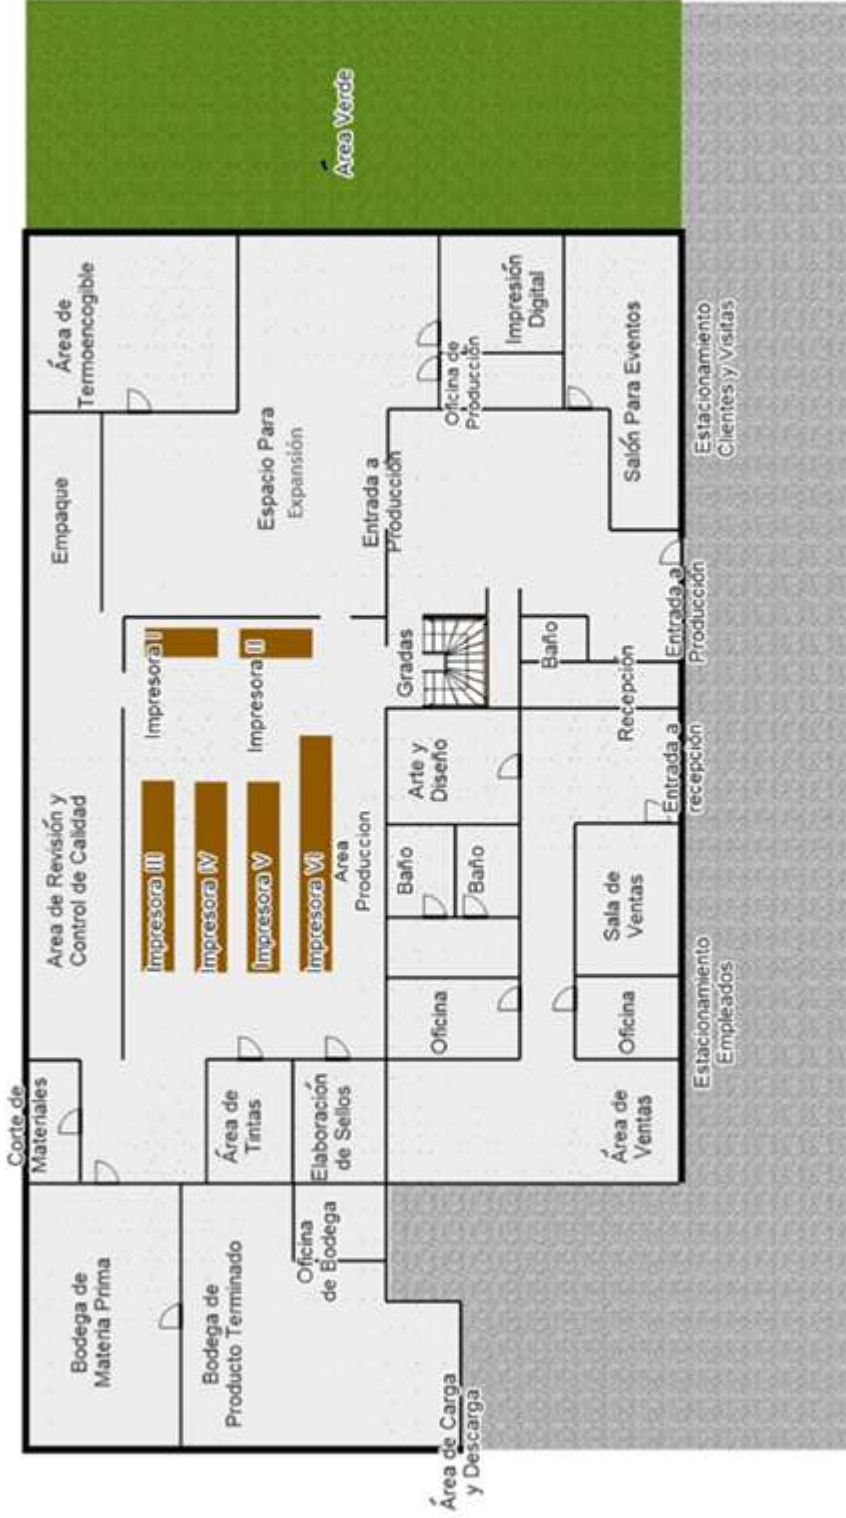 Corte de
Materiales
Area de Revisión y
Control de Calidad
Empaque
Área de
Termoencogible
Área Verde
Bodega de
Materia Prima
Impresora III
Impresora I
Impresora IV
Impresora V
Impresora II
Impresora VI
Area
Produccion
Espacio Para
Expansión
Bodega de
Producto Terminado
Área de
Tintas
Elaboración
de Sellos
Oficina
de Bodega
Entrada a
Producción
Gradas
Arte y
Diseño
Baño
Baño
Oficina
Oficina de
Producción
Impresión
Digital
Área de Carga
y Descarga
Baño
Recepción
Salón Para Eventos
Área de
Ventas
Oficina
Sala de
Ventas
Entrada a
recepción
Entrada a
Producción
Estacionamiento
Empleados
Estacionamiento
Clientes y Visitas